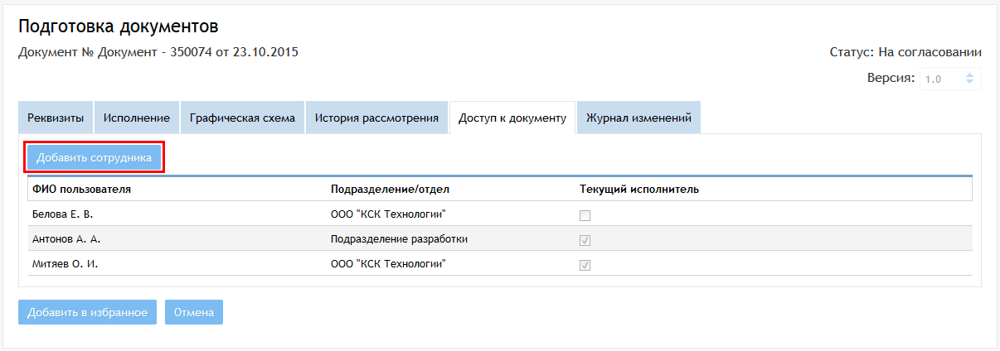 Подготовка документов
Документ № Документ - 350074 от 23.10.2015
Статус: На согласовании
Версия: 1.0
Реквизиты Исполнение Графическая схема История рассмотрения Доступ к документу Журнал изменений
Добавить сотрудника
ФИО пользователя Подразделение/отдел Текущий исполнитель
Белова Е. В. ООО "КСК Технологии"
Антонов А. А. Подразделение разработки
Митяев О. И. ООО "КСК Технологии"
Добавить в избранное Отмена